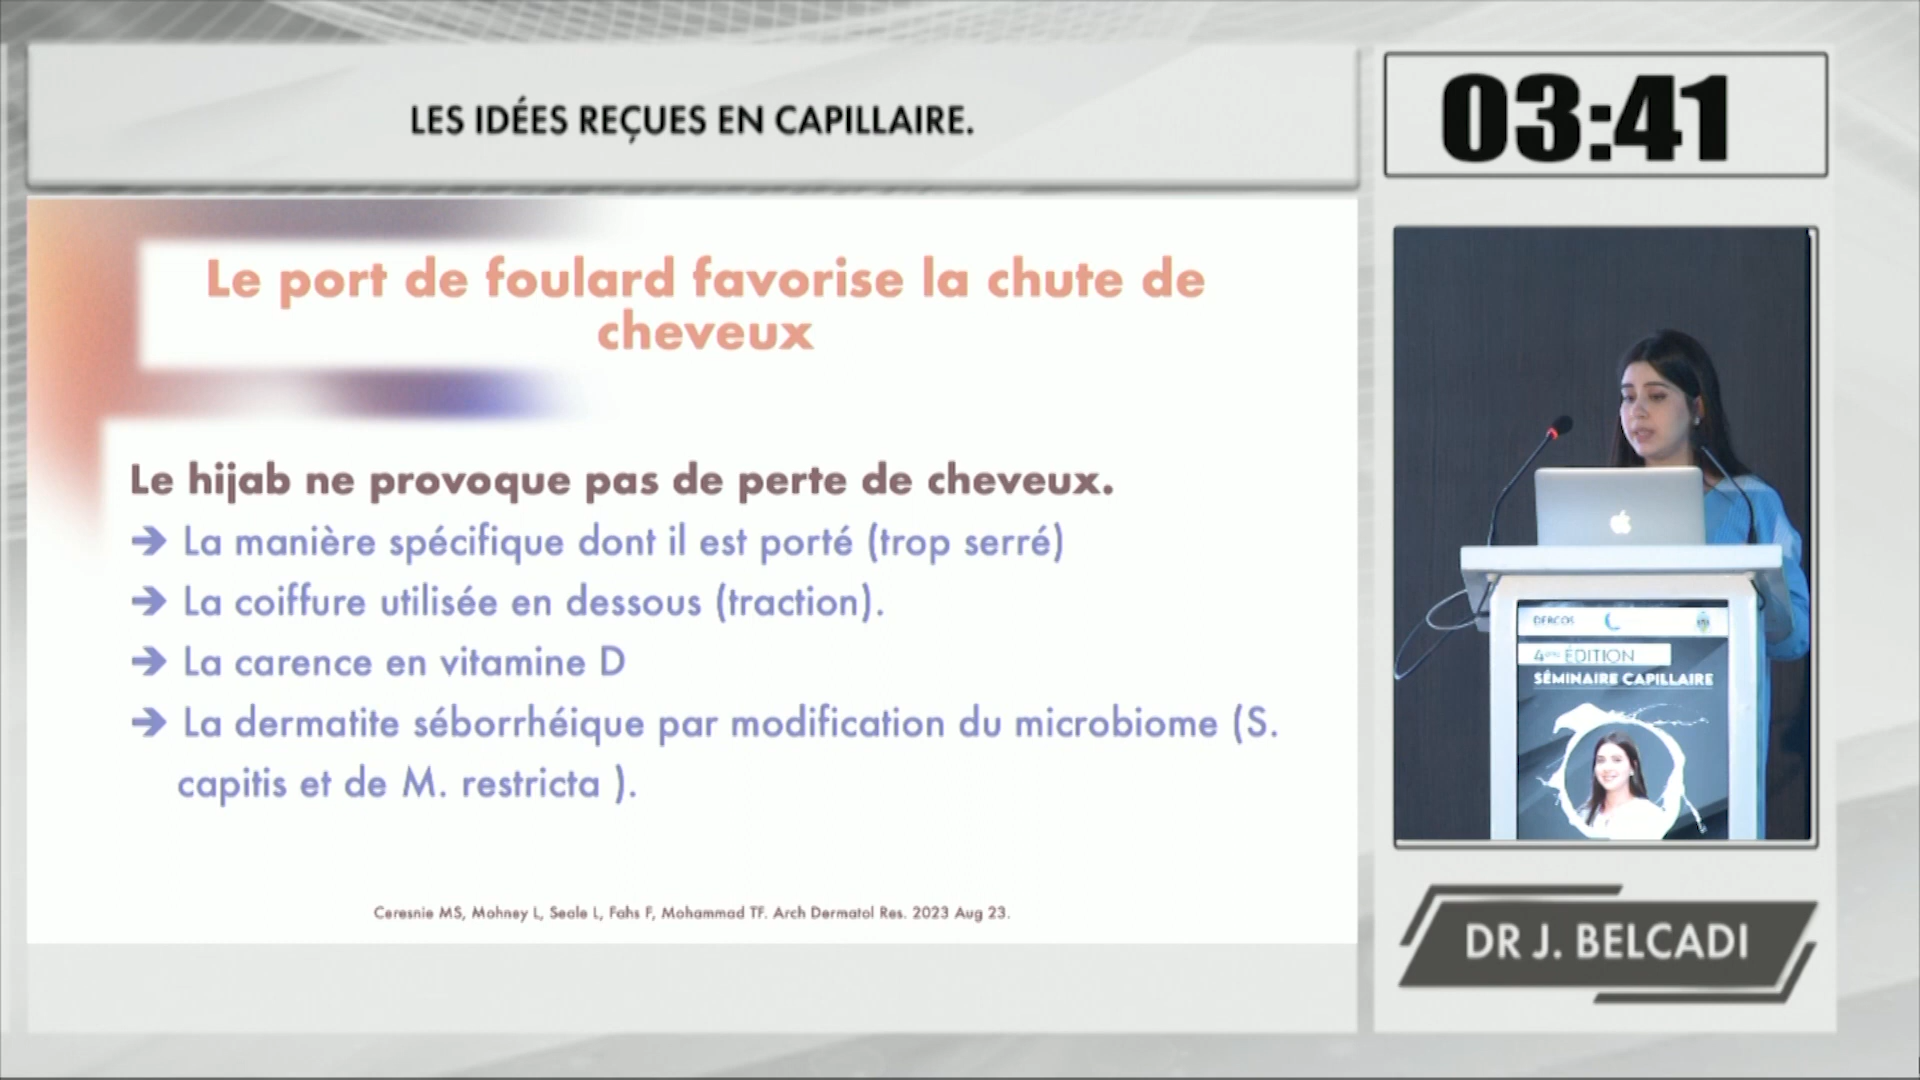 LES IDÉES REÇUES EN CAPILLAIRE.
03:41
Le port de foulard favorise la chute de
cheveux
Le hijab ne provoque pas de perte de cheveux.
➔ La manière spécifique dont il est porté (trop serré)
➔ La coiffure utilisée en dessous (traction).
➔ La carence en vitamine D
➔ La dermatite séborrhéique par modification du microbiome (S.
capitis et de M. restricta ).
Ceresnie MS, Mohney L, Seale L, Fahs F, Mohammad TF. Arch Dermatol Res. 2023 Aug 23.
DERCOS
4ème ÉDITION
SÉMINAIRE CAPILLAIRE
DR J. BELCADI